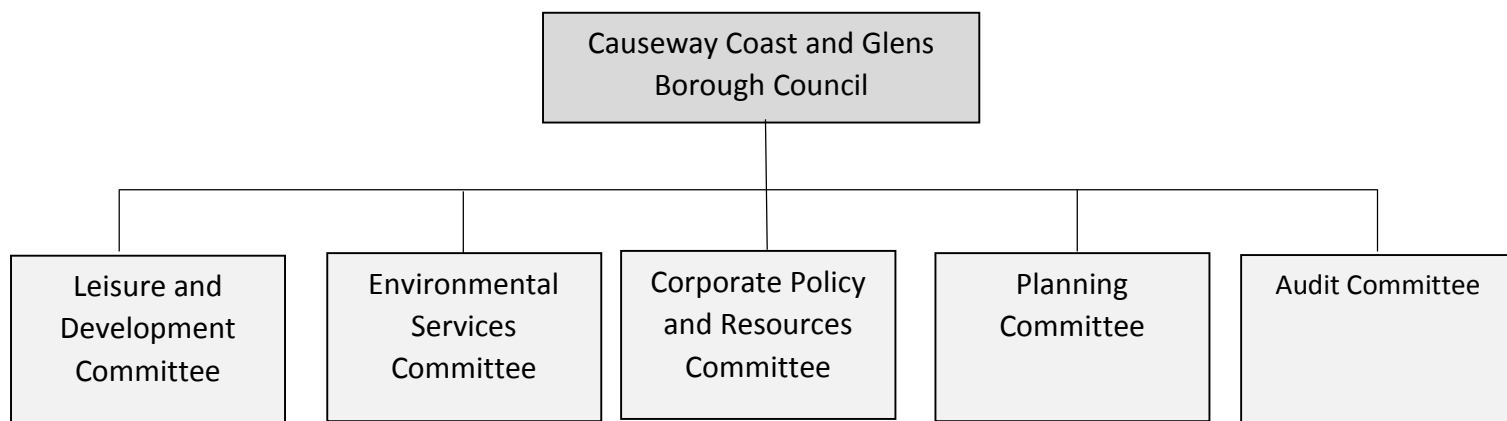 Causeway Coast and Glens
Borough Council
Leisure and
Development
Committee
Environmental
Services
Committee
Corporate Policy
and Resources
Committee
Planning
Committee
Audit Committee